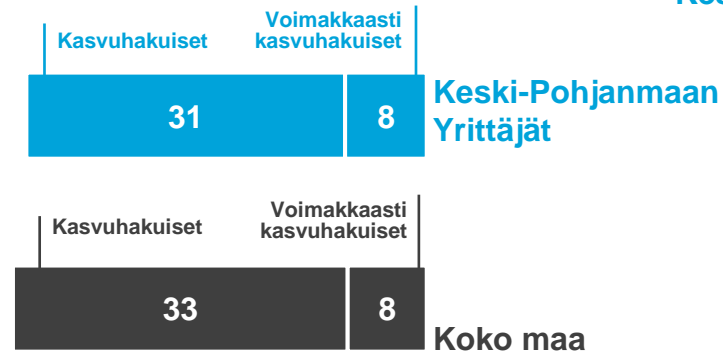 Kasvuhakuiset
Voimakkaasti
kasvuhakuiset
31
8
Keski-Pohjanmaan
Yrittäjät
Kasvuhakuiset
Voimakkaasti
kasvuhakuiset
33
8
Koko maa